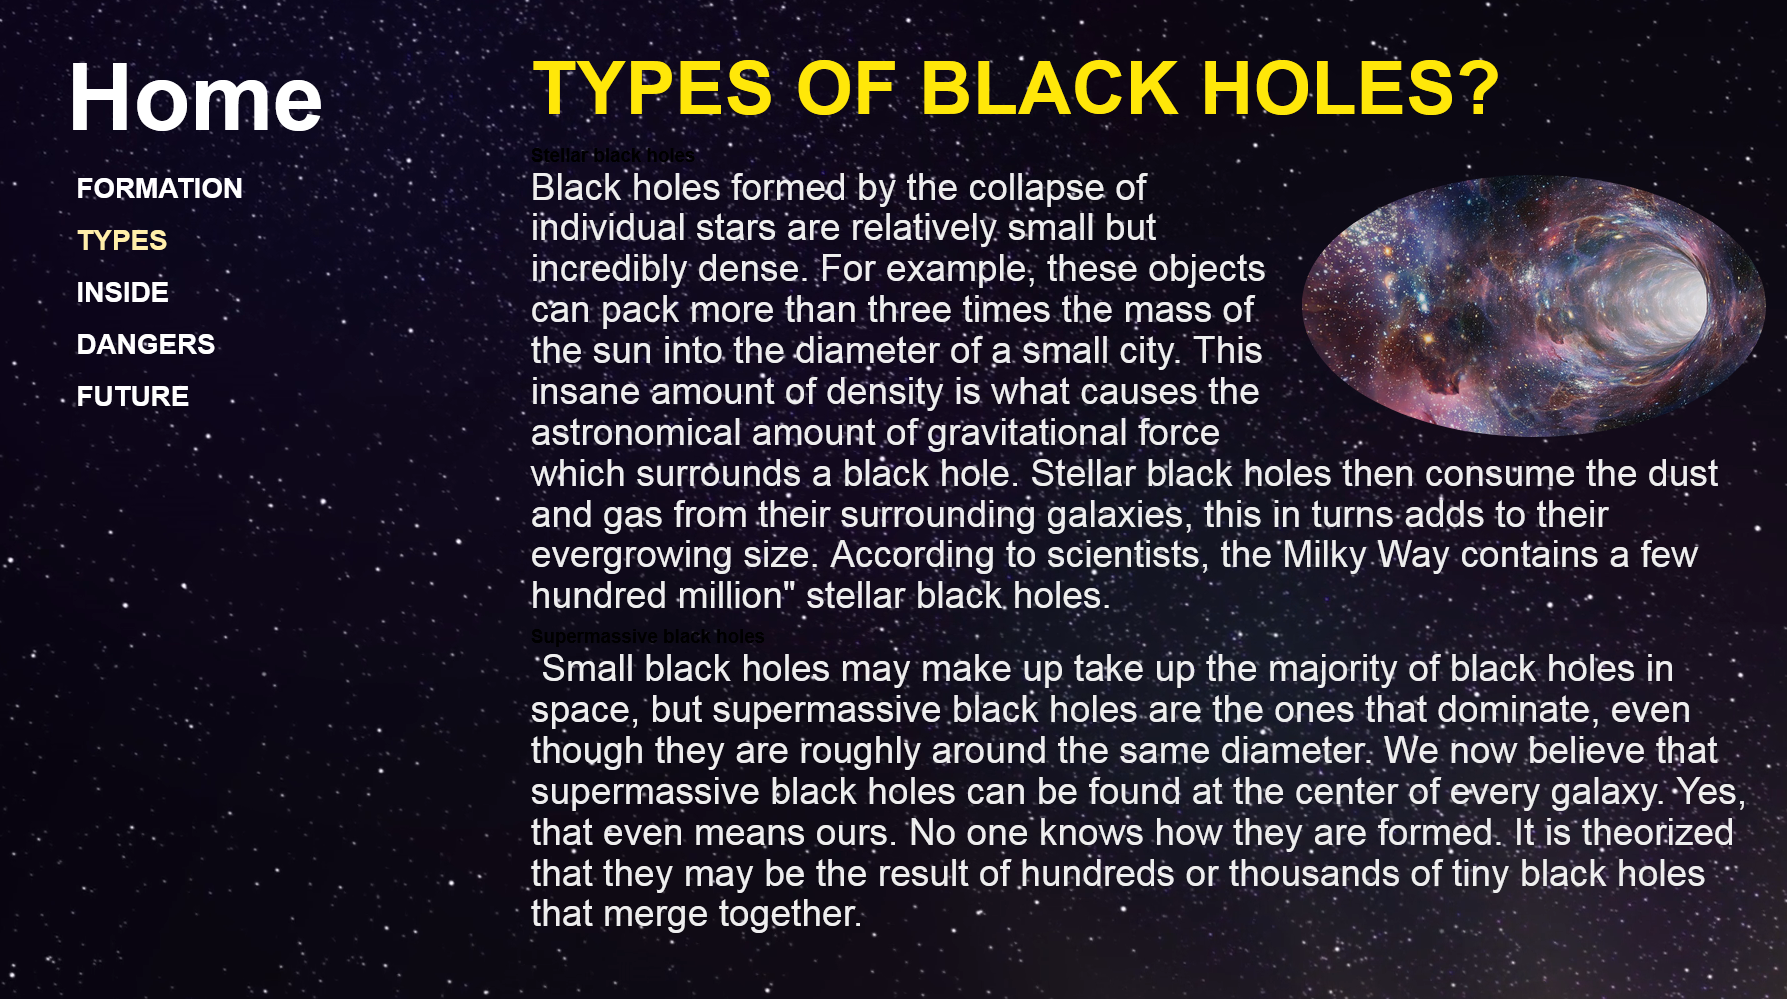 Home
FORMATION
TYPES
INSIDE
DANGERS
FUTURE
TYPES OF BLACK HOLES?
Stellar black holes
Black holes formed by the collapse of
individual stars are relatively small but
incredibly dense. For example, these objects
can pack more than three times the mass of
the sun into the diameter of a small city. This
insane amount of density is what causes the
astronomical amount of gravitational force
which surrounds a black hole. Stellar black holes then consume the dust
and gas from their surrounding galaxies, this in turns adds to their
evergrowing size. According to scientists, the Milky Way contains a few
hundred million" stellar black holes.
Supermassive black holes
Small black holes may make up take up the majority of black holes in
space, but supermassive black holes are the ones that dominate, even
though they are roughly around the same diameter. We now believe that
supermassive black holes can be found at the center of every galaxy. Yes,
that even means ours. No one knows how they are formed. It is theorized
that they may be the result of hundreds or thousands of tiny black holes
that merge together.